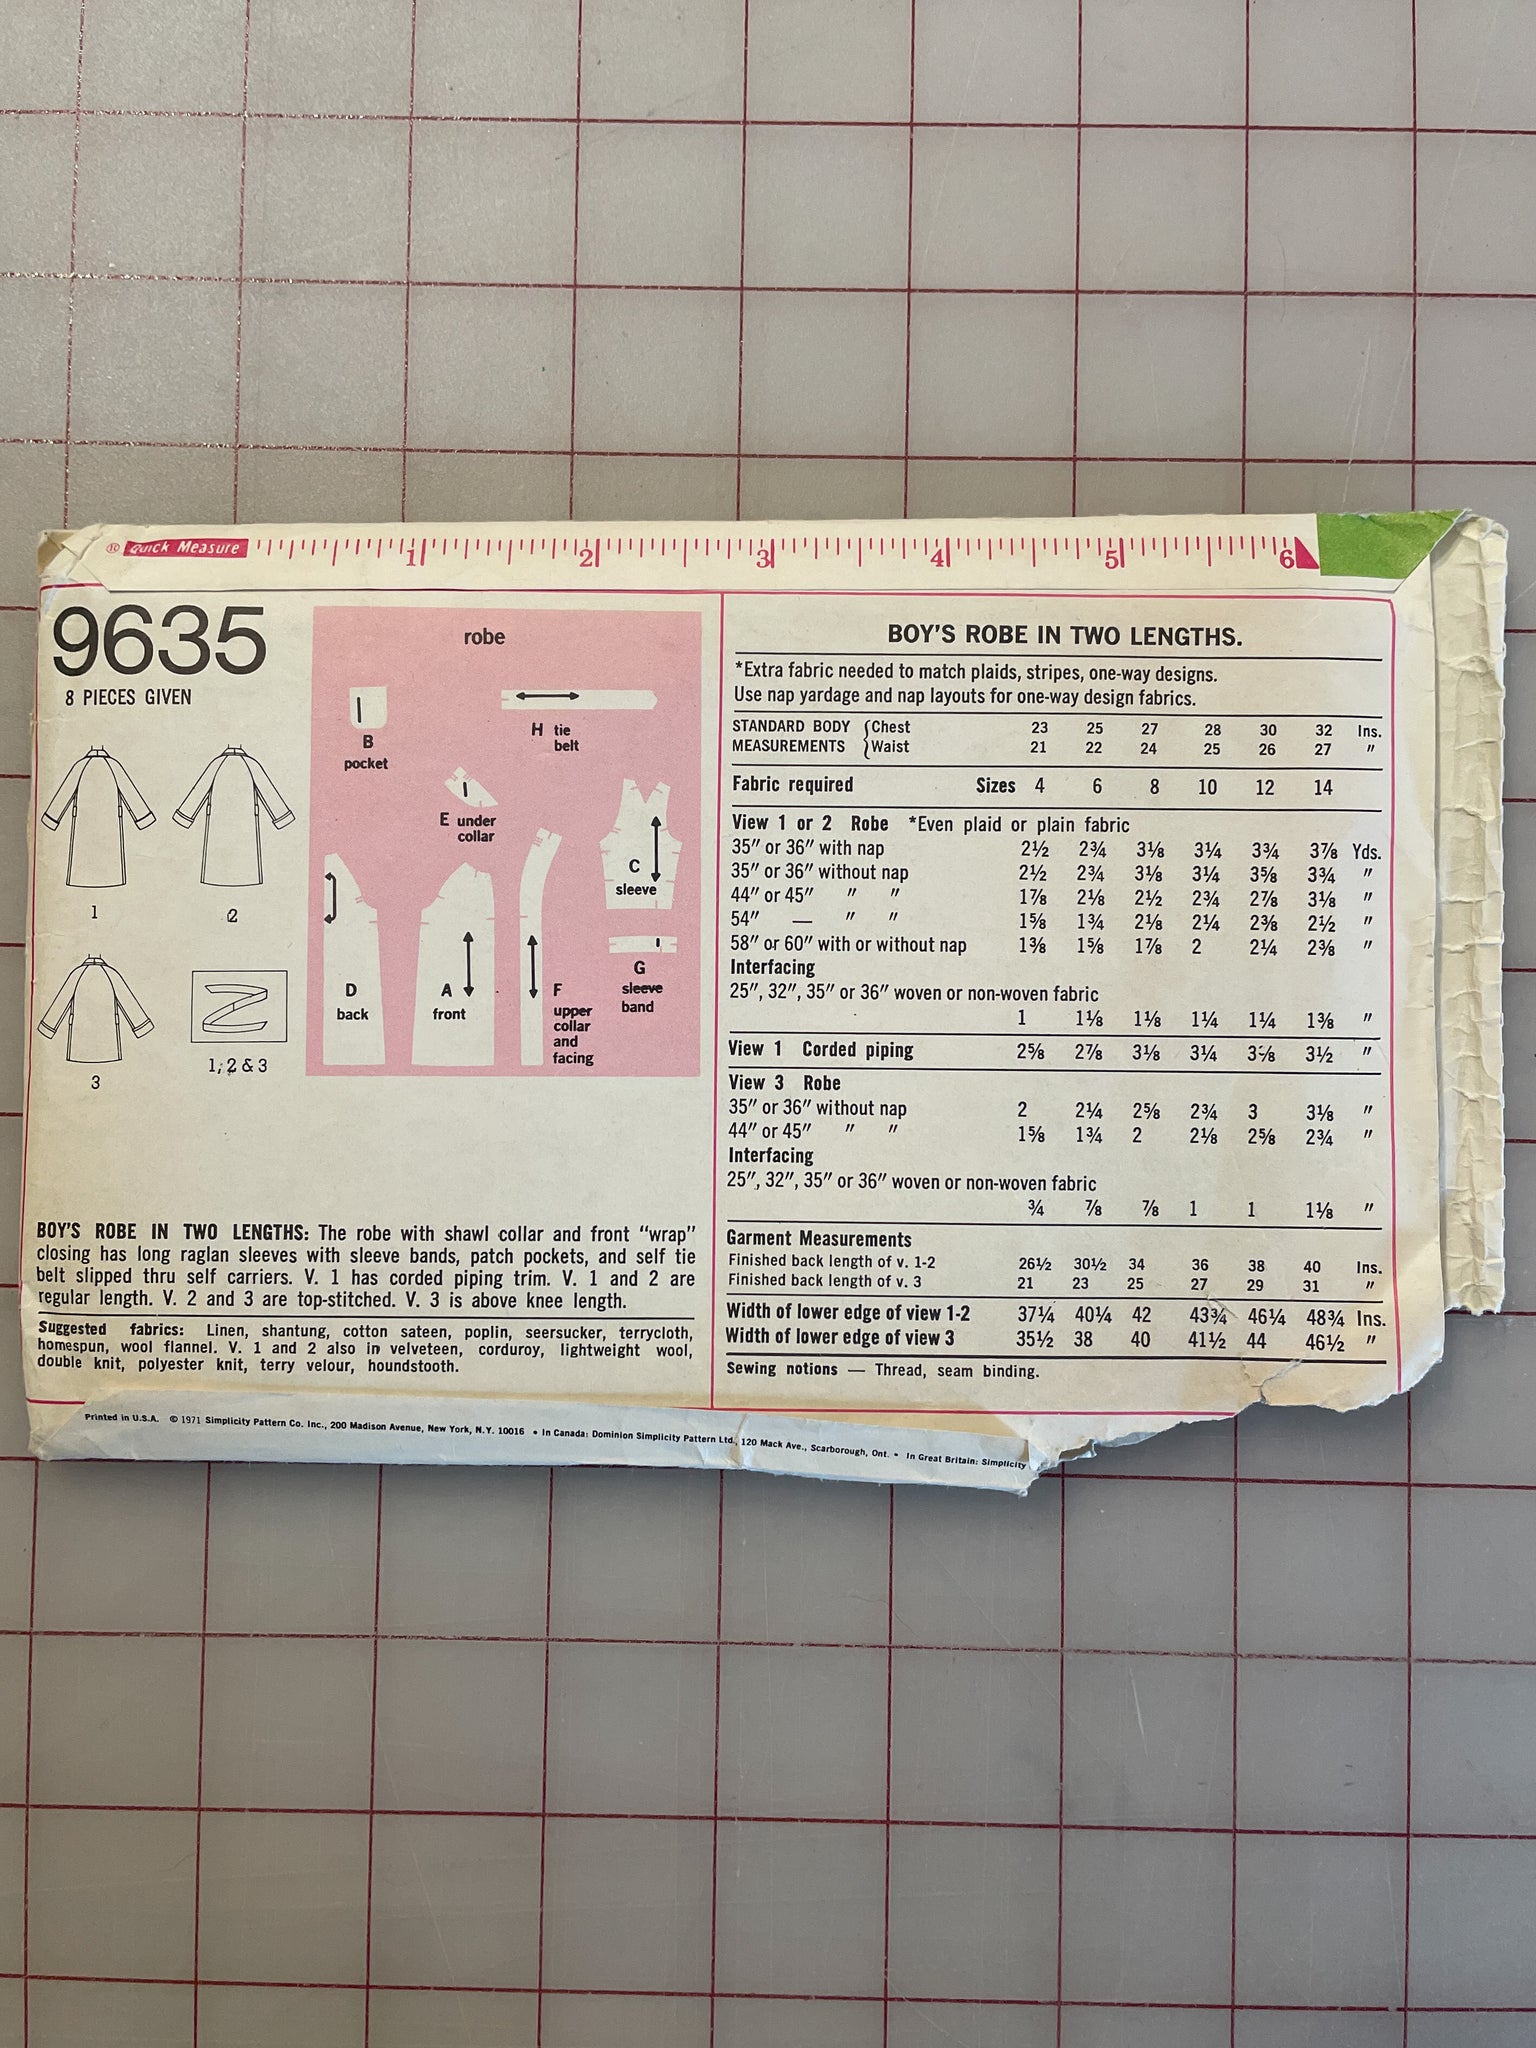 ® Quick Measure 1 2 3 4 5 6
9635
8 PIECES GIVEN
1
2
3
1, 2 & 3
robe
B
pocket
H tie
belt
E under
collar
C
sleeve
D
back
A
front
F
upper
collar
and
facing
G
sleeve
band
BOY'S ROBE IN TWO LENGTHS: The robe with shawl collar and front "wrap"
closing has long raglan sleeves with sleeve bands, patch pockets, and self tie
belt slipped thru self carriers. V. 1 has corded piping trim. V. 1 and 2 are
regular length. V. 2 and 3 are top-stitched. V. 3 is above knee length.
Suggested fabrics: Linen, shantung, cotton sateen, poplin, seersucker, terrycloth,
homespun, wool flannel. V. 1 and 2 also in velveteen, corduroy, lightweight wool,
double knit, polyester knit, terry velour, houndstooth.
BOY'S ROBE IN TWO LENGTHS.
*Extra fabric needed to match plaids, stripes, one-way designs.
Use nap yardage and nap layouts for one-way design fabrics.
STANDARD BODY { Chest 23 25 27 28 30 32 Ins.
MEASUREMENTS { Waist 21 22 24 25 26 27 "
Fabric required Sizes 4 6 8 10 12 14
View 1 or 2 Robe *Even plaid or plain fabric
35" or 36" with nap 2½ 2¾ 3⅛ 3¼ 3¾ 3⅞ Yds.
35" or 36" without nap 2½ 2¾ 3⅛ 3¼ 3⅝ 3¾ "
44" or 45" " " 1⅞ 2⅛ 2½ 2¾ 2⅞ 3⅛ "
54" — " " 1⅝ 1¾ 2⅛ 2¼ 2⅜ 2½ "
58" or 60" with or without nap 1⅜ 1⅝ 1⅞ 2 2¼ 2⅜ "
Interfacing
25", 32", 35" or 36" woven or non-woven fabric
1 1⅛ 1⅛ 1¼ 1¼ 1⅜ "
View 1 Corded piping 2⅝ 2⅞ 3⅛ 3¼ 3⅜ 3½ "
View 3 Robe
35" or 36" without nap 2 2¼ 2⅝ 2¾ 3 3⅛ "
44" or 45" " " 1⅝ 1¾ 2 2⅛ 2⅝ 2¾ "
Interfacing
25", 32", 35" or 36" woven or non-woven fabric
¾ ⅞ ⅞ 1 1 1⅛ "
Garment Measurements
Finished back length of v. 1-2 26½ 30½ 34 36 38 40 Ins.
Finished back length of v. 3 21 23 25 27 29 31 "
Width of lower edge of view 1-2 37¼ 40¼ 42 43¾ 46¼ 48¾ Ins.
Width of lower edge of view 3 35½ 38 40 41½ 44 46½ "
Sewing notions — Thread, seam binding.
Printed in U.S.A. © 1971 Simplicity Pattern Co. Inc., 200 Madison Avenue, New York, N.Y. 10016 • In Canada: Dominion Simplicity Pattern Ltd., 120 Mack Ave., Scarborough, Ont. • In Great Britain: Simplicity